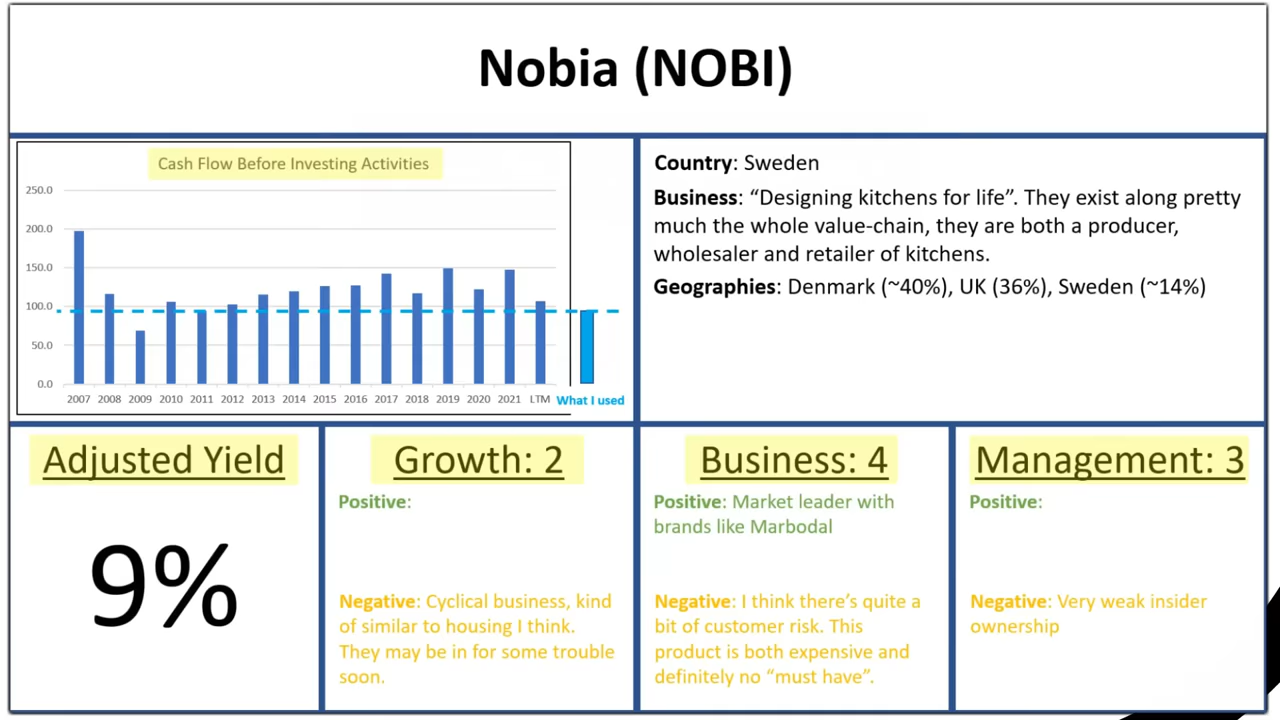 Nobia (NOBI)
Cash Flow Before Investing Activities
250.0
200.0
150.0
100.0
50.0
0.0
2007 2008 2009 2010 2011 2012 2013 2014 2015 2016 2017 2018 2019 2020 2021 LTM What I used
Country: Sweden
Business: “Designing kitchens for life”. They exist along pretty
much the whole value-chain, they are both a producer,
wholesaler and retailer of kitchens.
Geographies: Denmark (~40%), UK (36%), Sweden (~14%)
Adjusted Yield
9%
Growth: 2
Positive:
Negative: Cyclical business, kind
of similar to housing I think.
They may be in for some trouble
soon.
Business: 4
Positive: Market leader with
brands like Marbodal
Negative: I think there’s quite a
bit of customer risk. This
product is both expensive and
definitely no “must have”.
Management: 3
Positive:
Negative: Very weak insider
ownership